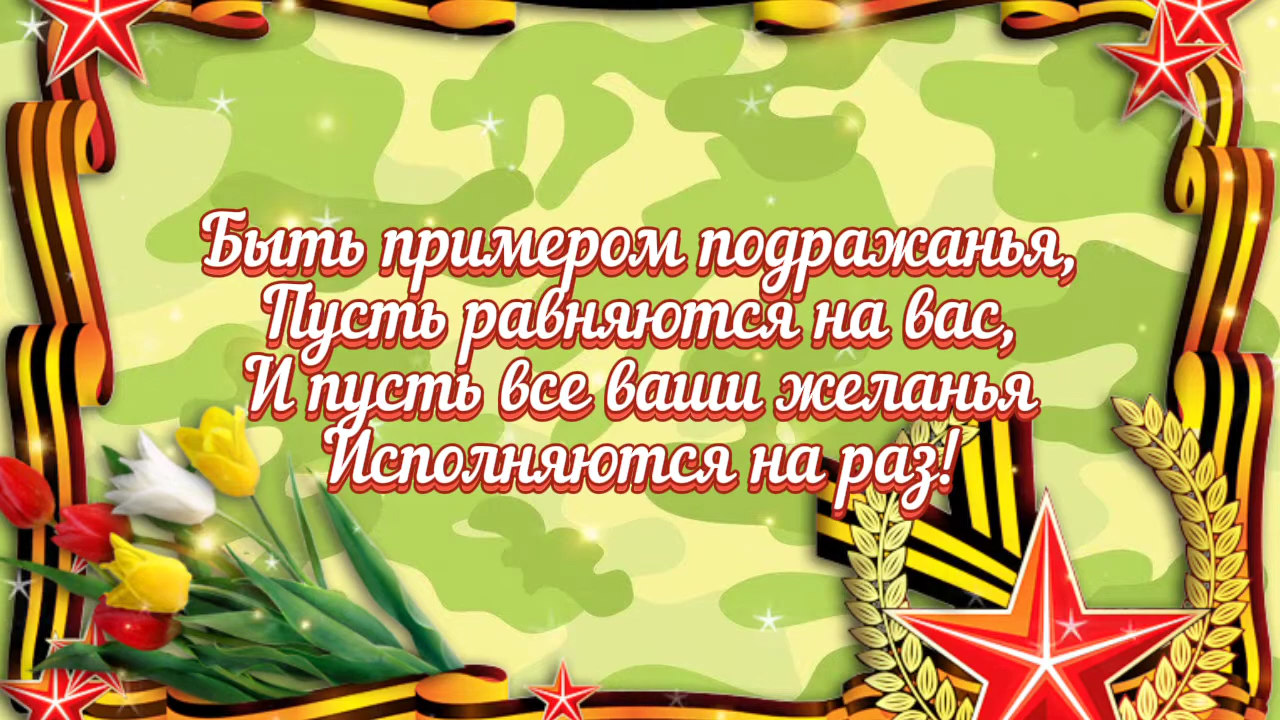 Быть примером подражанья,
Пусть равняются на вас,
И пусть все ваши желанья
Исполняются на раз!